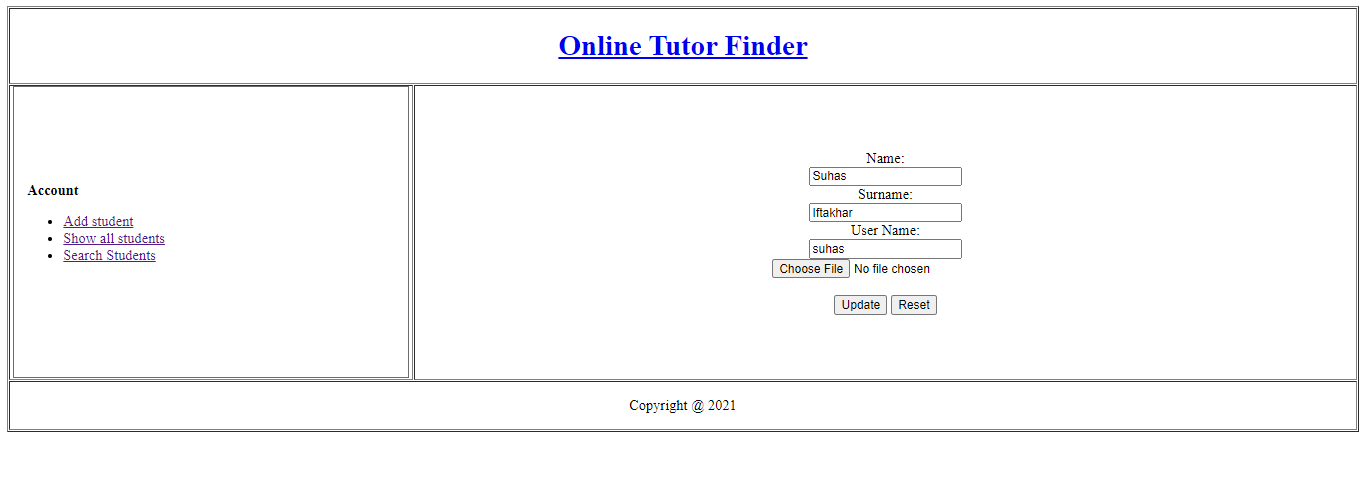 Online Tutor Finder
Account
Add student
Show all students
Search Students
Name:
Suhas
Surname:
Iftakhar
User Name:
suhas
Choose File No file chosen
Update Reset
Copyright @ 2021